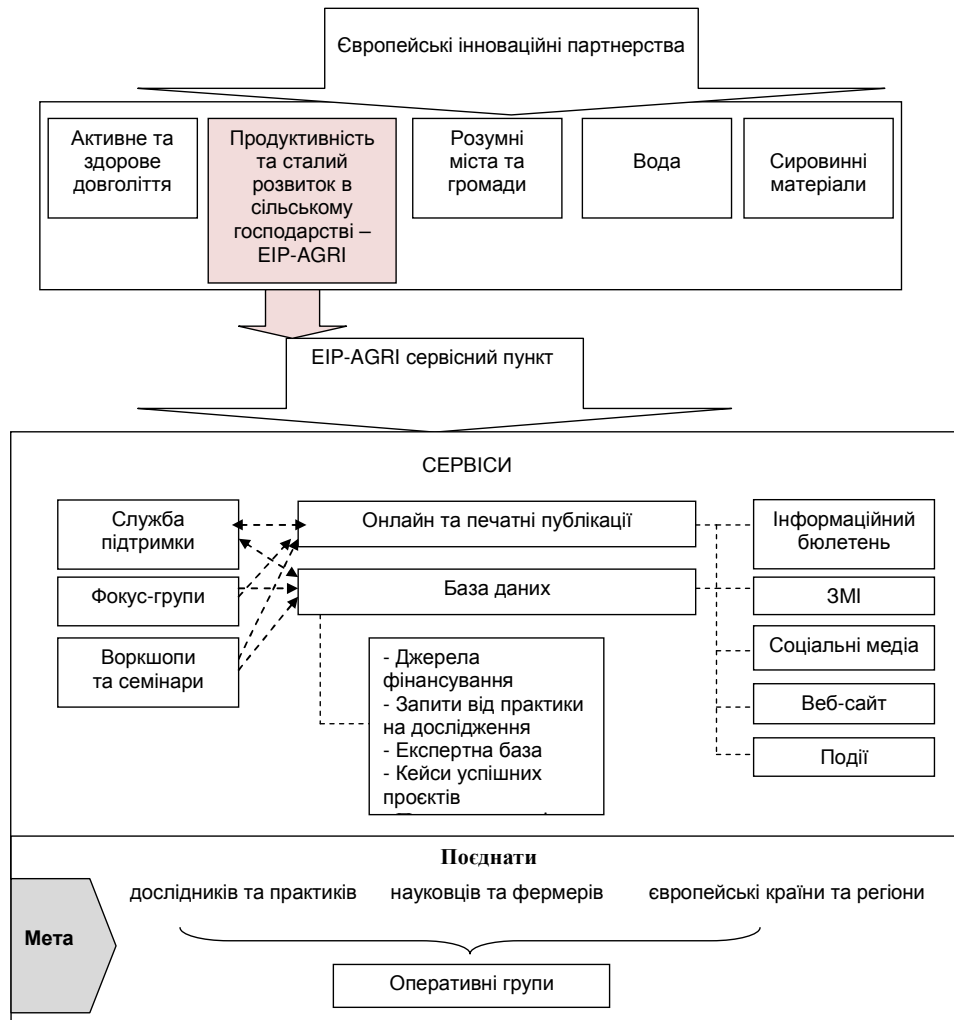 Європейські інноваційні партнерства
Активне та
здорове
довголіття
Продуктивність
та сталий
розвиток в
сільському
господарстві –
EIP-AGRI
Розумні
міста та
громади
Вода
Сировинні
матеріали
EIP-AGRI сервісний пункт
СЕРВІСИ
Служба
підтримки
Фокус-групи
Воркшопи
та семінари
Онлайн та печатні публікації
База даних
- Джерела
фінансування
- Запити від практики
на дослідження
- Експертна база
- Кейси успішних
проєктів
Інформаційний
бюлетень
ЗМІ
Соціальні медіа
Веб-сайт
Події
Поєднати
дослідників та практиків
науковців та фермерів
європейські країни та регіони
Мета
Оперативні групи